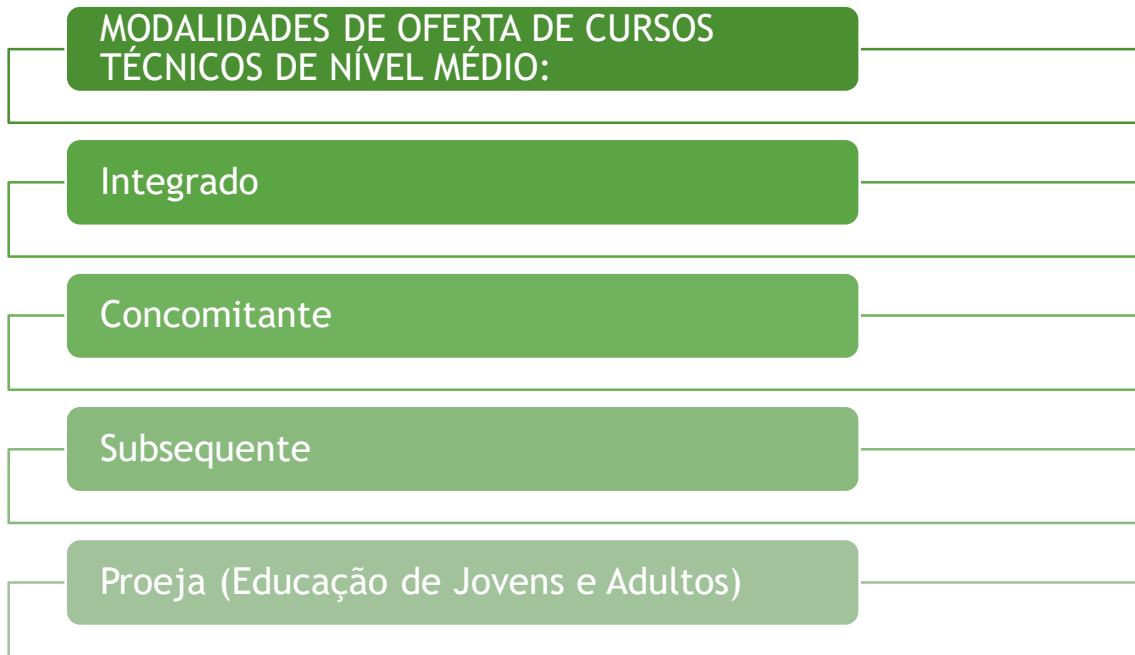 MODALIDADES DE OFERTA DE CURSOS
TÉCNICOS DE NÍVEL MÉDIO:
Integrado
Concomitante
Subsequente
Proeja (Educação de Jovens e Adultos)